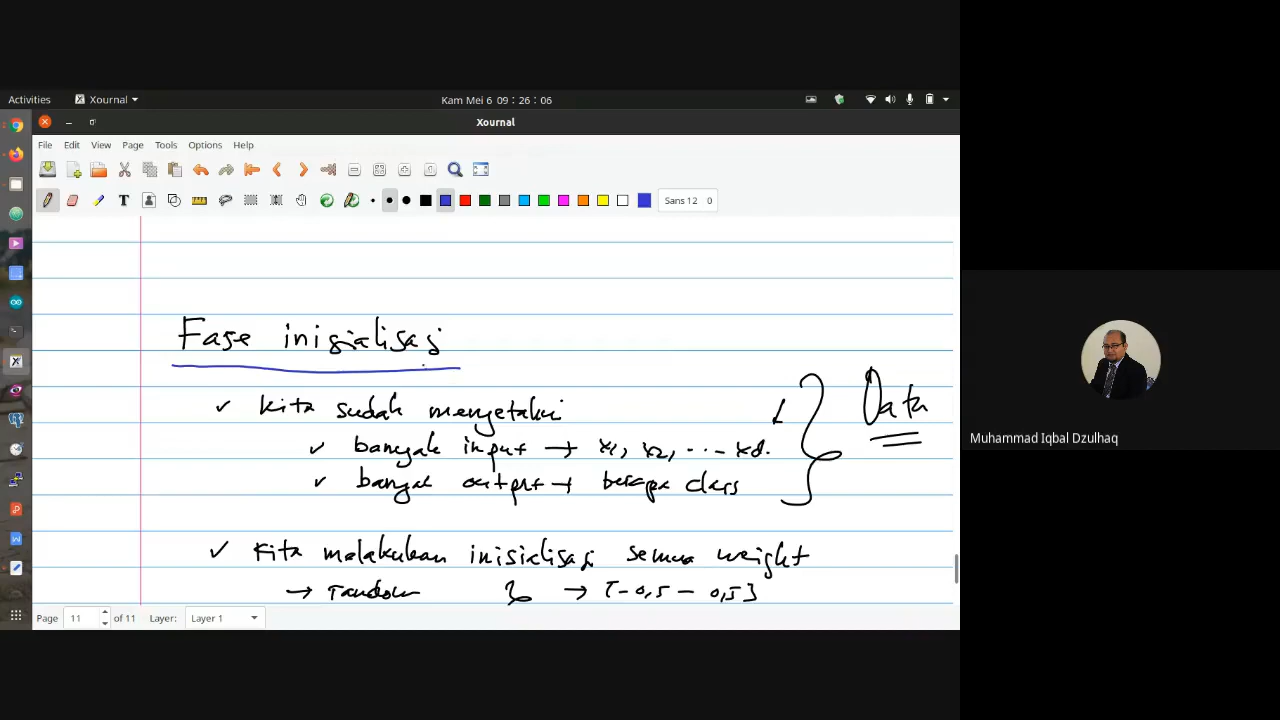 Activities Xournal Kam Mei 6 09:26:06
Xournal
File Edit View Page Tools Options Help
T Sans 12 0
Fase inisialisasi
✓ Kita sudah mengetahui
✓ banyak input → x1, x2, ... xd.
✓ banyak output → berapa class
Data
✓ Kita melakukan inisialisasi semua weight
→ random → [-0,5 - 0,5]
Page 11 of 11 Layer: Layer 1
Muhammad Iqbal Dzulhaq